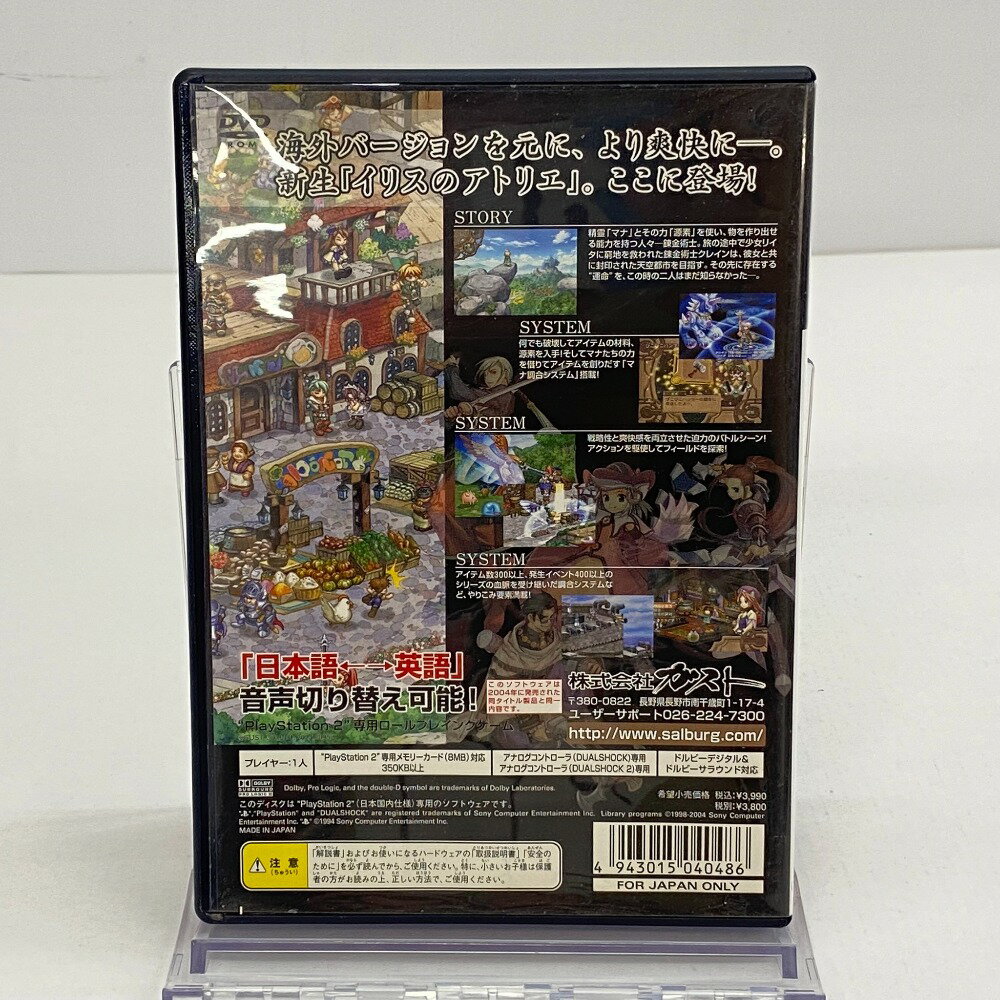 DVD
ROM
海外バージョンを元に、より爽快に―。
新生『イリスのアトリエ』。ここに登場!
STORY
精霊「マナ」とその力「源素」を使い、物を作り出せ
る能力を持つ人々―錬金術士。旅の途中で少女リイ
タに窮地を救われた錬金術士クレインは、彼女と共
に封印された天空都市を目指す。その先に存在する
“運命”を、この時の二人はまだ知らなかった―。
SYSTEM
何でも破壊してアイテムの材料、
源素を入手!そしてマナたちの力
を借りてアイテムを創りだす「マ
ナ調合システム」搭載!
SYSTEM
戦略性と爽快感を両立させた迫力のバトルシーン!
アクションを駆使してフィールドを探索!
SYSTEM
アイテム数300以上、発生イベント400以上の
シリーズの血脈を受け継いだ調合システムな
ど、やりこみ要素満載!
「日本語←→英語」
音声切り替え可能!
"PlayStation 2"専用ロールプレイングゲーム
このソフトウェアは
2004年に発売された
同タイトル製品と同一
内容です。
株式会社ガスト
〒380-0822 長野県長野市南千歳町1-17-4
ユーザーサポート026-224-7300
http://www.salburg.com/
プレイヤー:1人
"PlayStation 2"専用メモリーカード(8MB)対応
350KB以上
アナログコントローラ(DUALSHOCK)専用
アナログコントローラ(DUALSHOCK 2)専用
ドルビーデジタル&
ドルビーサラウンド対応
DOLBY
SURROUND
PRO LOGIC II
Dolby, Pro Logic, and the double-D symbol are trademarks of Dolby Laboratories.
希望小売価格 税込:¥3,990
税別:¥3,800
このディスクは "PlayStation 2" (日本国内仕様) 専用のソフトウェアです。
"PlayStation" and "DUALSHOCK" are registered trademarks of Sony Computer Entertainment Inc. Library programs ©1998-2004 Sony Computer
Entertainment Inc. ©1994 Sony Computer Entertainment Inc.
MADE IN JAPAN
注意
(ちゅうい)
「解説書」およびお使いになるハードウェアの「取扱説明書」「安全の
ために」を必ず読んでから、ご使用ください。特に、小さいお子様は保護
者の方がお読みの上、正しい方法で、ご使用ください。
4 943015 040486
FOR JAPAN ONLY